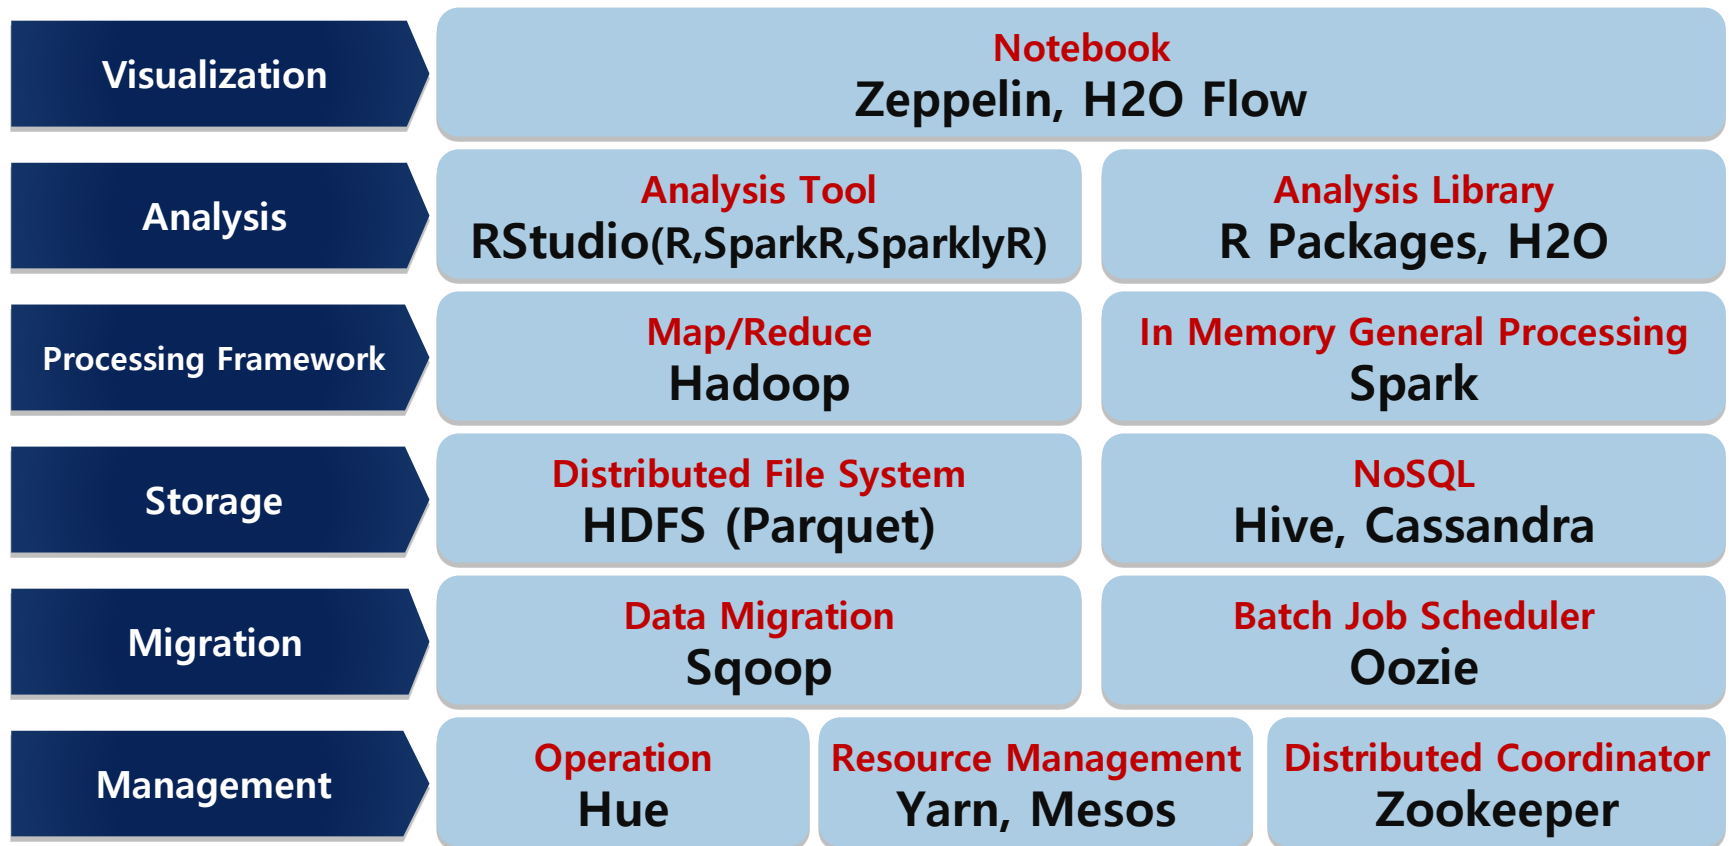 Visualization
Notebook
Zeppelin, H2O Flow
Analysis
Analysis Tool
RStudio(R,SparkR,SparklyR)
Analysis Library
R Packages, H2O
Processing Framework
Map/Reduce
Hadoop
In Memory General Processing
Spark
Storage
Distributed File System
HDFS (Parquet)
NoSQL
Hive, Cassandra
Migration
Data Migration
Sqoop
Batch Job Scheduler
Oozie
Management
Operation
Hue
Resource Management
Yarn, Mesos
Distributed Coordinator
Zookeeper